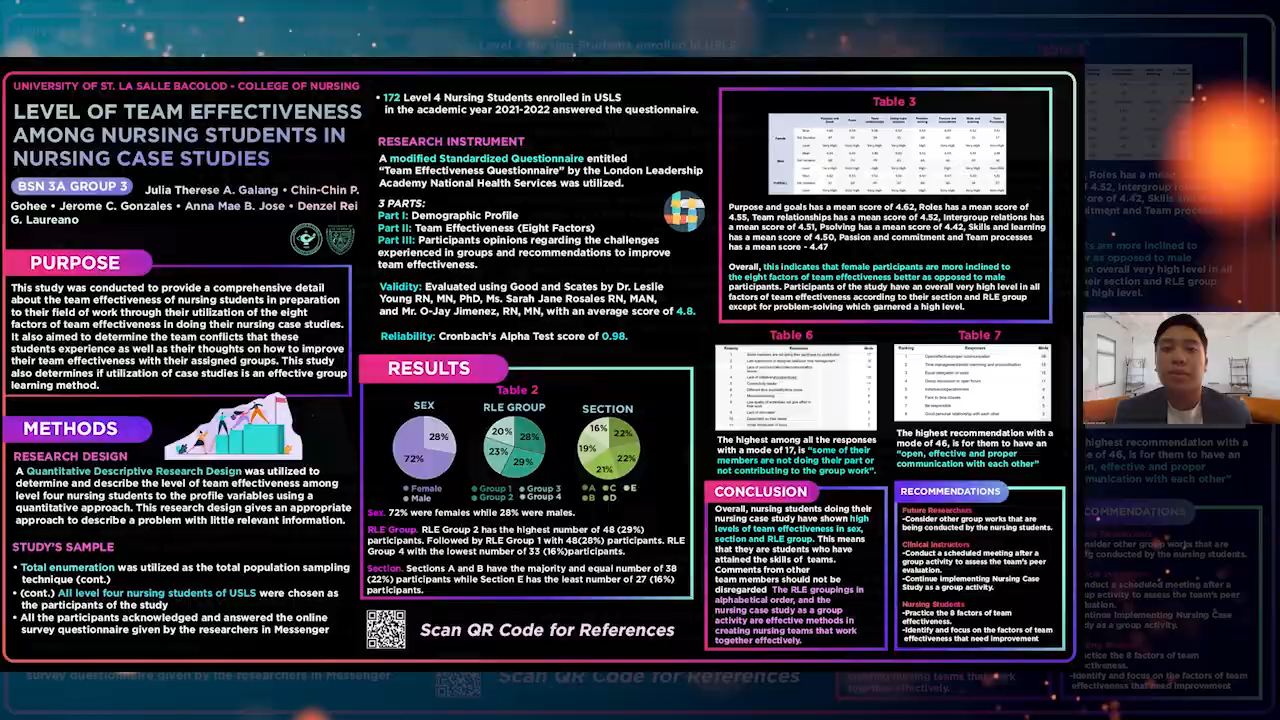 UNIVERSITY OF ST. LA SALLE BACOLOD - COLLEGE OF NURSING
LEVEL OF TEAM EFFECTIVENESS
AMONG NURSING STUDENTS IN
NURSING CASE STUDIES
BSN 3A GROUP 3
Julia Therese Catalang • Chin-Chin P.
Gohee • Jerome C. Gonzales • Anna Mae B. Jose • Denzel Rei
G. Laureano
PURPOSE
This study was conducted to provide a comprehensive detail
about the team effectiveness of nursing students in preparation
to their field of work through their utilization of the eight
factors of team effectiveness in doing their nursing case studies.
It also aims to determine the team conflicts that led to
students' stress as well as their thoughts on how to improve
their team effectiveness with their assigned group. This study
also supports the utilization of case studies as a form of group
learning
METHODS
RESEARCH DESIGN
A Quantitative Descriptive Research Design was utilized to
determine and describe the level of team effectiveness among
level four nursing students to the profile variables using a
quantitative approach. This research design gives an appropriate
approach to describe a problem with little relevant information.
STUDY'S SAMPLE
• Total enumeration was utilized as the total population sampling
technique (cont.)
• (cont.) All level four nursing students of USLS were chosen as
the participants of the study
• All the participants acknowledged and answered the online
survey questionnaire given by the researchers in Messenger
• 172 Level 4 Nursing Students enrolled in USLS
in the academic year 2021-2022 answered the questionnaire.
RESEARCH INSTRUMENT
A modified Standardized Questionnaire entitled
"Team Effectiveness Questionnaire" by the London Leadership
Academy National Health Services was utilized.
3 PARTS:
Part I: Demographic Profile
Part II: Team Effectiveness (Eight Factors)
Part III: Participants opinions regarding the challenges
experienced in groups and recommendations to improve
team effectiveness.
Validity: Evaluated using Good and Scates by Dr. Leslie
Young RN, MN, PhD, Ms. Sarah Jane Rosales RN, MAN,
and Mr. O-Jay Jimenez, RN, MN, with an average score of 4.8.
Reliability: Cronbach's Alpha Test score of 0.98.
RESULTS
Table 2
SEX
RLE GROUP
SECTION
28%
72%
20%
28%
23%
29%
16%
22%
19%
22%
21%
Female
Male
Group 1
Group 3
Group 2
Group 4
A
C
E
B
D
Sex. 72% were females while 28% were males.
RLE Group. RLE Group 2 has the highest number of 48 (29%)
participants. Followed by RLE Group 1 with 48(28%) participants. RLE
Group 4 with the lowest number of 33 (16%)participants.
Section. Sections A and B have the majority and equal number of 38
(22%) participants while Section E has the least number of 27 (16%)
participants.
Scan QR Code for References
Table 3
Purpose and goals has a mean score of 4.62, Roles has a mean score of
4.55, Team relationships has a mean score of 4.52, Intergroup relations has
a mean score of 4.51, Psolving has a mean score of 4.42, Skills and learning
has a mean score of 4.50, Passion and commitment and Team processes
has a mean score - 4.47
Overall, this indicates that female participants are more inclined to
the eight factors of team effectiveness better as opposed to male
participants. Participants of the study have an overall very high level in all
factors of team effectiveness according to their section and RLE group
except for problem-solving which garnered a high level.
Table 6
Table 7
The highest among all the responses
with a mode of 17, is "some of their
members are not doing their part or
not contributing to the group work".
The highest recommendation with a
mode of 46, is for them to have an
"open, effective and proper
communication with each other"
CONCLUSION
Overall, nursing students doing their
nursing case study have shown high
levels of team effectiveness in sex,
section and RLE group. This means
that they are students who have
attained the skills of teams.
Comments from other
team members should not be
disregarded The RLE groupings in
alphabetical order, and the
nursing case study as a group
activity are effective methods in
creating nursing teams that work
together effectively.
RECOMMENDATIONS
Future Researchers
-Consider other group works that are
being conducted by the nursing students.
Clinical Instructors
-Conduct a scheduled meeting after a
group activity to assess the team's peer
evaluation.
-Continue implementing Nursing Case
Study as a group activity.
Nursing Students
-Practice the 8 factors of team
effectiveness.
-Identify and focus on the factors of team
effectiveness that need improvement